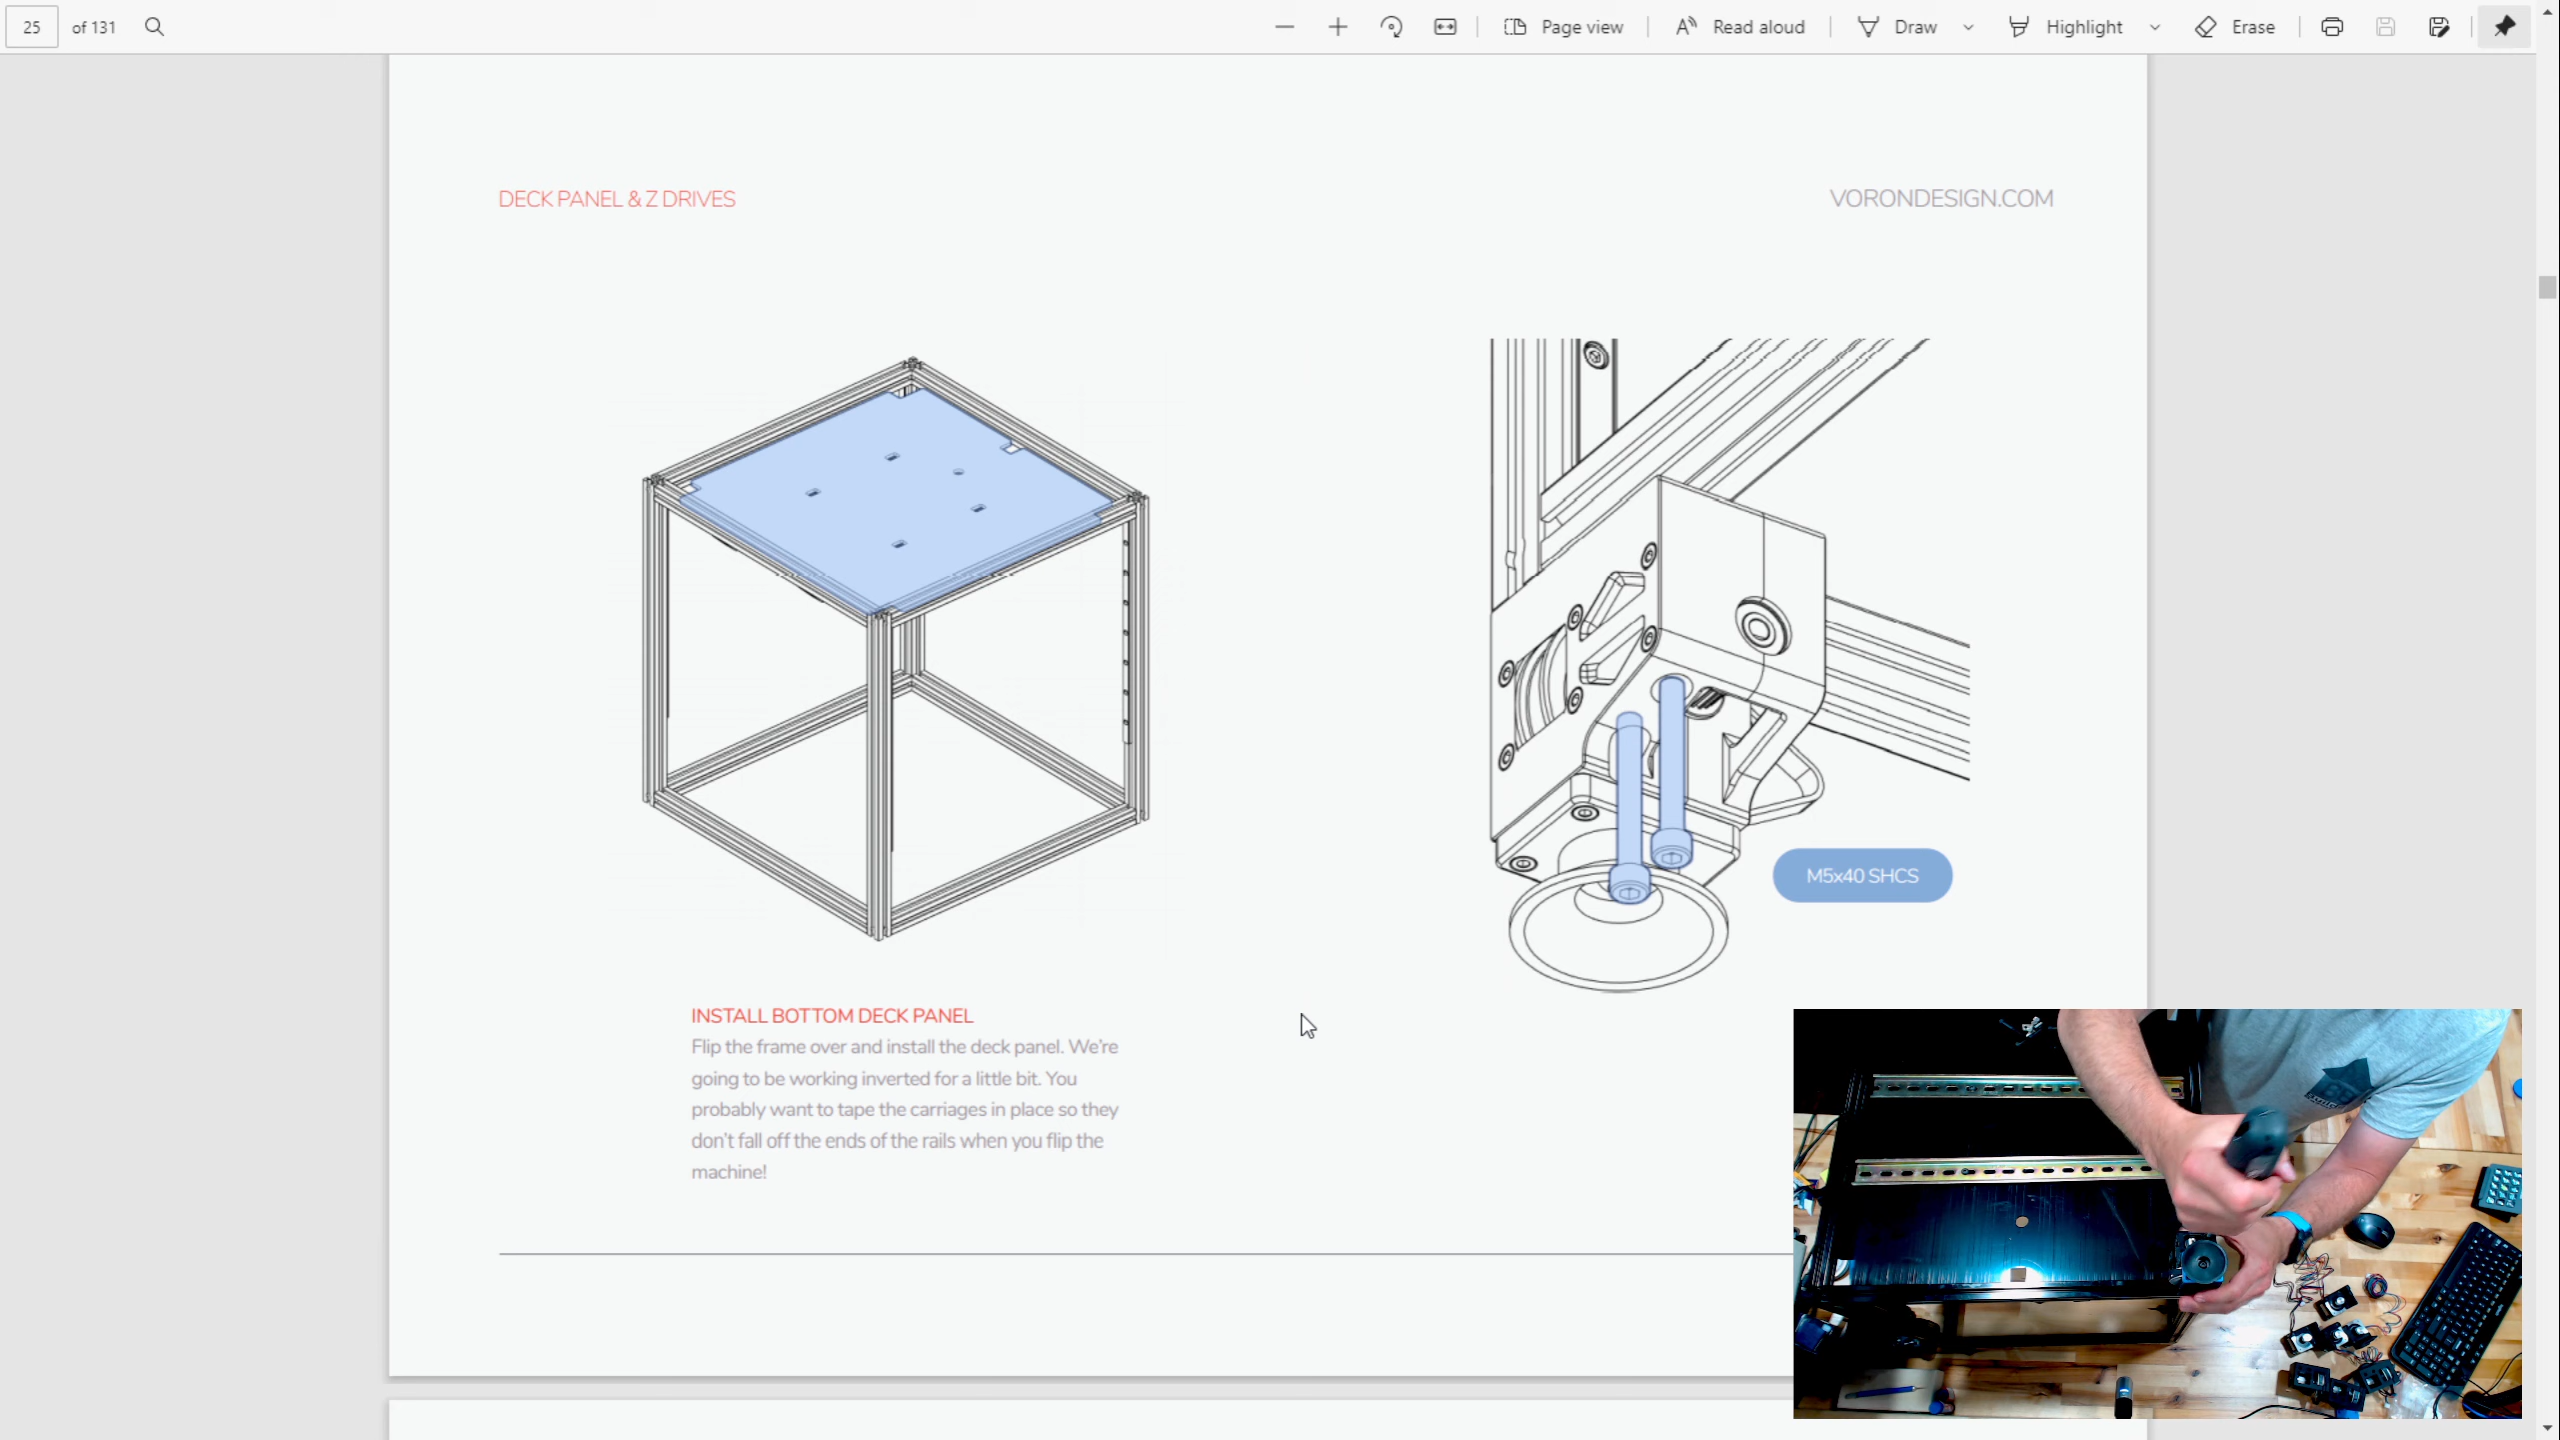 25 of 131
Page view
Read aloud
Draw
Highlight
Erase
DECK PANEL & Z DRIVES
VORONDESIGN.COM
M5x40 SHCS
INSTALL BOTTOM DECK PANEL
Flip the frame over and install the deck panel. We're
going to be working inverted for a little bit. You
probably want to tape the carriages in place so they
don't fall off the ends of the rails when you flip the
machine!